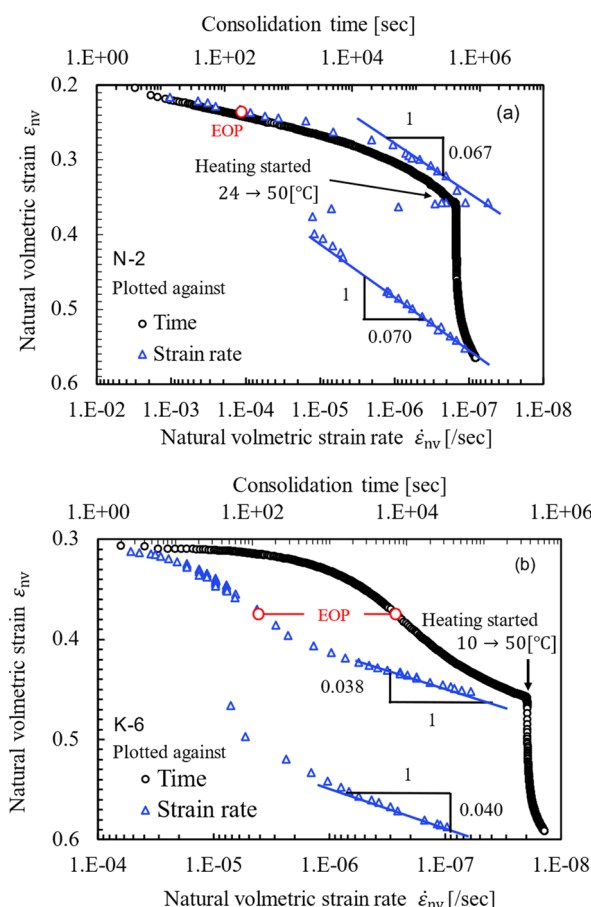 Consolidation time [sec]
1.E+00 1.E+02 1.E+04 1.E+06
0.2
0.3
0.4
0.5
0.6
Natural volmetric strain εnv
(a)
EOP
1
0.067
Heating started
24 → 50[℃]
N-2
Plotted against
Time
Strain rate
1
0.070
1.E-02 1.E-03 1.E-04 1.E-05 1.E-06 1.E-07 1.E-08
Natural volmetric strain rate ε̇nv [/sec]
Consolidation time [sec]
1.E+00 1.E+02 1.E+04 1.E+06
0.3
0.4
0.5
0.6
Natural volmetric strain εnv
(b)
EOP
Heating started
10 → 50[℃]
0.038
1
K-6
Plotted against
Time
Strain rate
1
0.040
1.E-04 1.E-05 1.E-06 1.E-07 1.E-08
Natural volmetric strain rate ε̇nv [/sec]